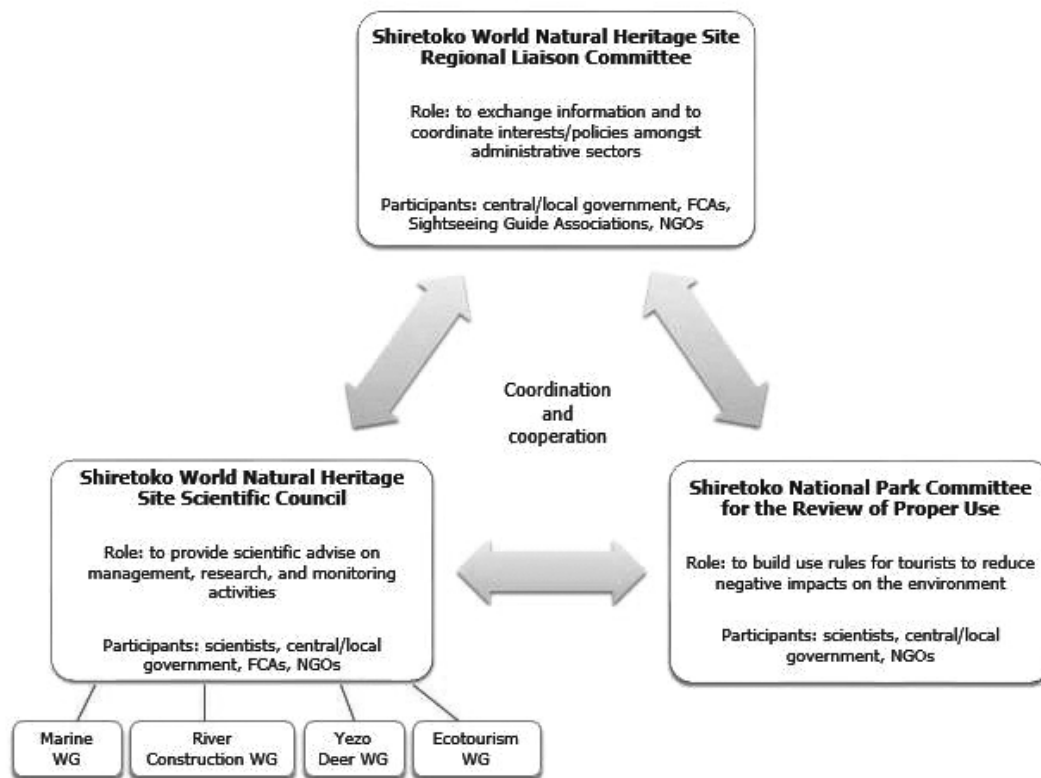 Shiretoko World Natural Heritage Site
Regional Liaison Committee
Role: to exchange information and to
coordinate interests/policies amongst
administrative sectors
Participants: central/local government, FCAs,
Sightseeing Guide Associations, NGOs
Coordination
and
cooperation
Shiretoko World Natural Heritage
Site Scientific Council
Role: to provide scientific advise on
management, research, and monitoring
activities
Participants: scientists, central/local
government, FCAs, NGOs
Shiretoko National Park Committee
for the Review of Proper Use
Role: to build use rules for tourists to reduce
negative impacts on the environment
Participants: scientists, central/local
government, NGOs
Marine
WG
River
Construction WG
Yezo
Deer WG
Ecotourism
WG